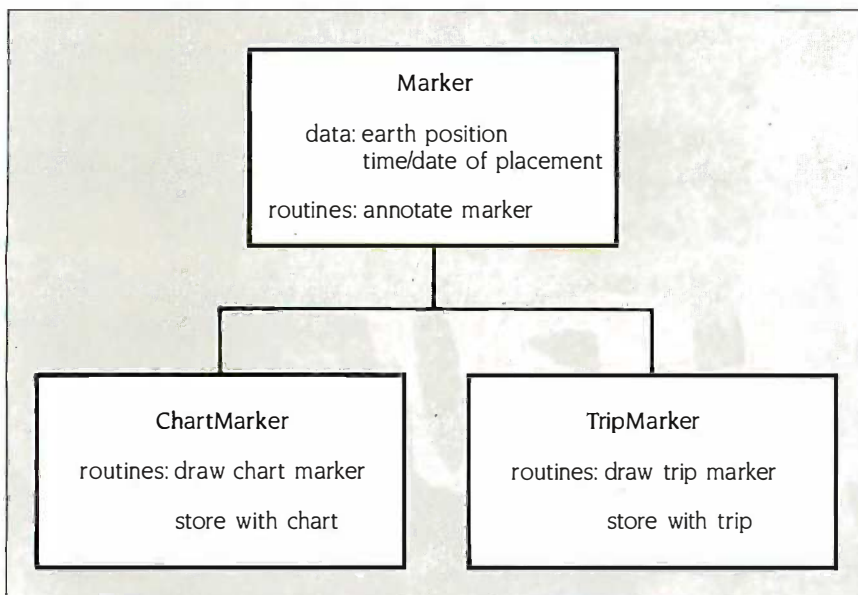 Marker
data: earth position
time/date of placement
routines: annotate marker
ChartMarker
routines: draw chart marker
store with chart
TripMarker
routines: draw trip marker
store with trip